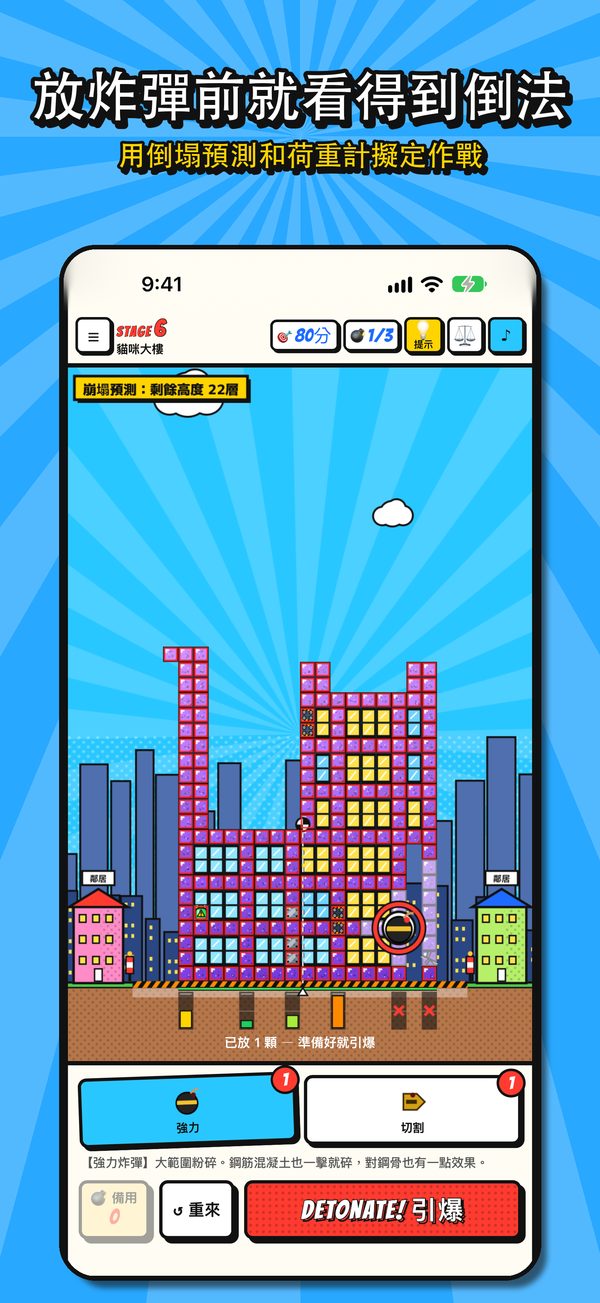 放炸彈前就看得到倒法
用倒塌預測和荷重計擬定作戰
9:41
STAGE 6
貓咪大樓
80分
1/3
提示
崩塌預測：剩餘高度 22層
鄰居
鄰居
已放 1 顆 — 準備好就引爆
1
強力
1
切割
【強力炸彈】大範圍粉碎。鋼筋混凝土也一擊就碎，對鋼骨也有一點效果。
備用
0
↺ 重來
DETONATE! 引爆